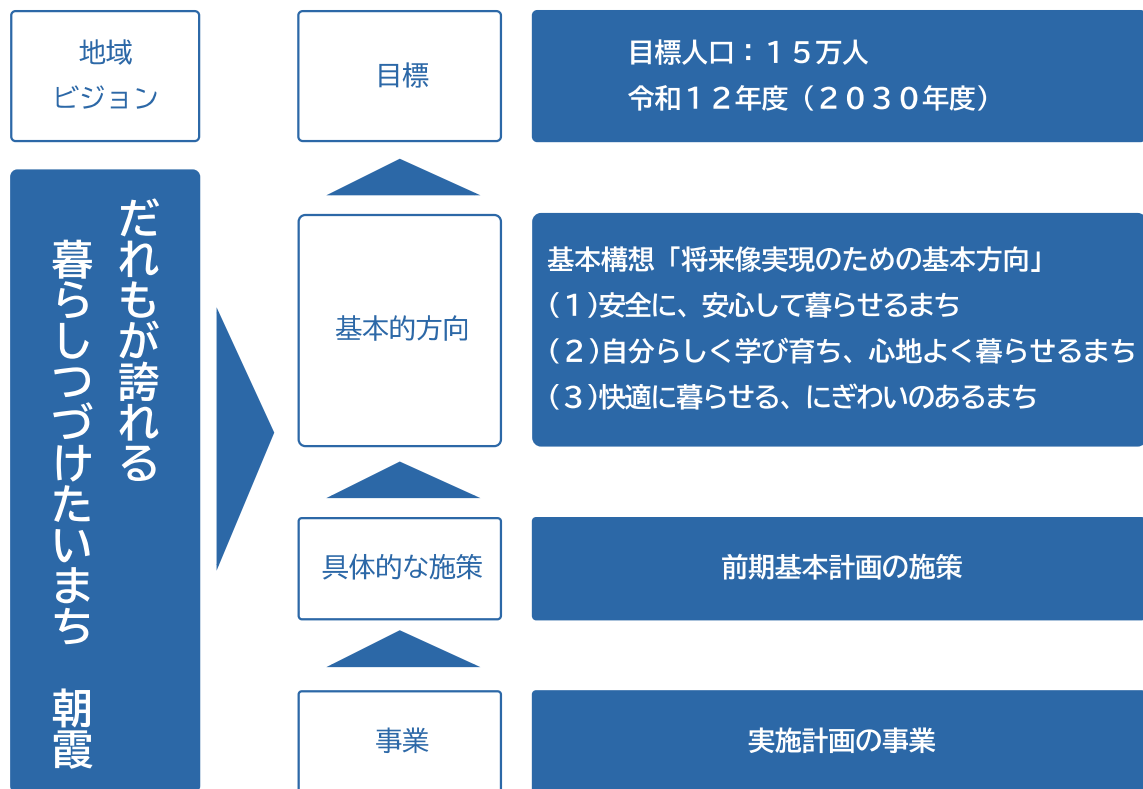 地域
ビジョン
だれもが誇れる
暮らしつづけたいまち　朝霞
目標
目標人口：１５万人
令和１２年度（２０３０年度）
基本的方向
基本構想「将来像実現のための基本方向」
(１)安全に、安心して暮らせるまち
(２)自分らしく学び育ち、心地よく暮らせるまち
(３)快適に暮らせる、にぎわいのあるまち
具体的な施策
前期基本計画の施策
事業
実施計画の事業